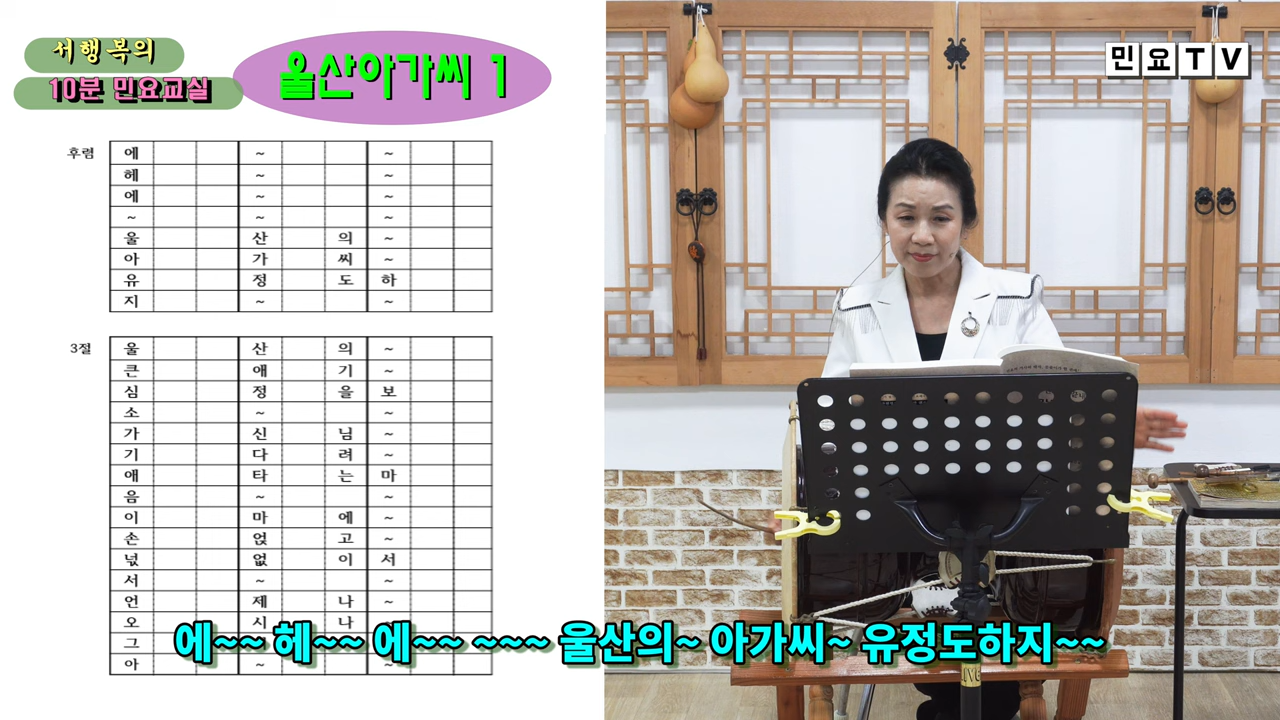 서행복의
10분 민요교실
울산아가씨 1
민요TV
후렴
에 ~ ~
헤 ~ ~
에 ~ ~
~ ~ ~
울 산 의 ~
아 가 씨 ~
유 정 도 하
지 ~ ~
3절
울 산 의 ~
큰 애 기 ~
심 정 을 보
소 ~ ~
가 신 님 ~
기 다 려 ~
애 타 는 마
음 ~ ~
이 마 에 ~
손 얹 고 ~
넋 없 이 서
서 ~ ~
언 제 나 ~
오 시 나
그
아 ~ ~
에~~ 헤~~ 에~~ ~~~ 울산의~ 아가씨~ 유정도하지~~